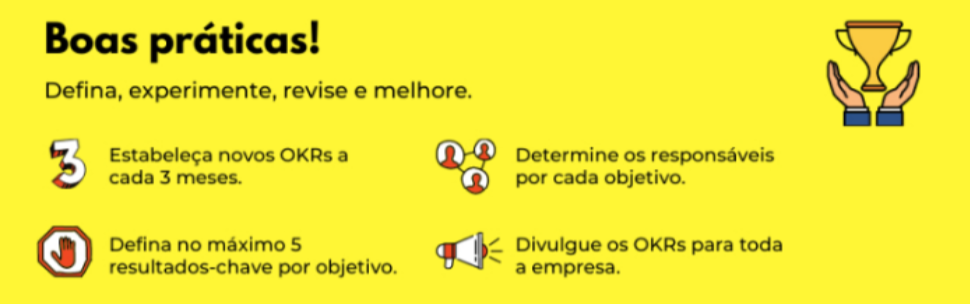 Boas práticas!
Defina, experimente, revise e melhore.
3
Estabeleça novos OKRs a
cada 3 meses.
Determine os responsáveis
por cada objetivo.
Defina no máximo 5
resultados-chave por objetivo.
Divulgue os OKRs para toda
a empresa.